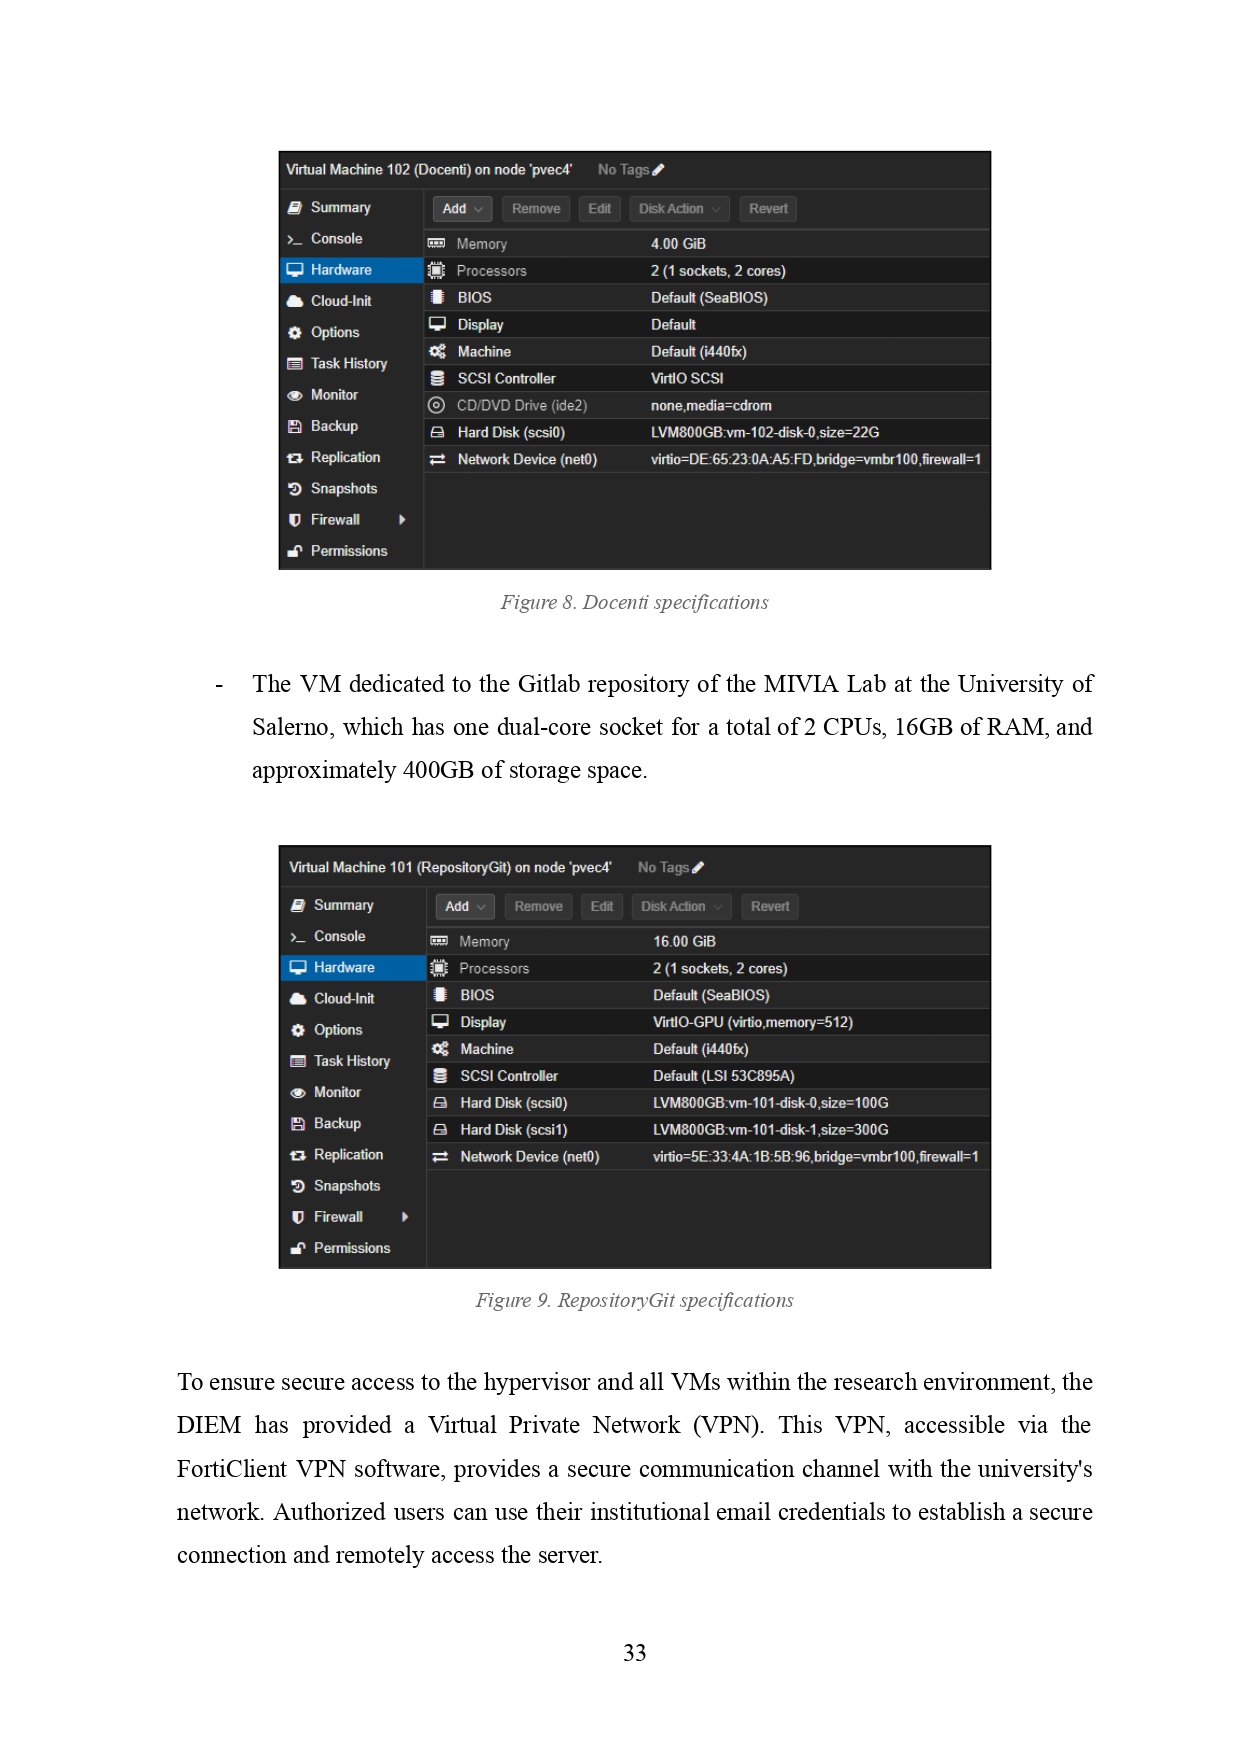 Virtual Machine 102 (Docenti) on node 'pvec4' No Tags
Summary
Console
Hardware
Cloud-Init
Options
Task History
Monitor
Backup
Replication
Snapshots
Firewall
Permissions
Add Remove Edit Disk Action Revert
Memory 4.00 GiB
Processors 2 (1 sockets, 2 cores)
BIOS Default (SeaBIOS)
Display Default
Machine Default (i440fx)
SCSI Controller VirtIO SCSI
CD/DVD Drive (ide2) none,media=cdrom
Hard Disk (scsi0) LVM800GB:vm-102-disk-0,size=22G
Network Device (net0) virtio=DE:65:23:0A:A5:FD,bridge=vmbr100,firewall=1
Figure 8. Docenti specifications
- The VM dedicated to the Gitlab repository of the MIVIA Lab at the University of
Salerno, which has one dual-core socket for a total of 2 CPUs, 16GB of RAM, and
approximately 400GB of storage space.
Virtual Machine 101 (RepositoryGit) on node 'pvec4' No Tags
Summary
Console
Hardware
Cloud-Init
Options
Task History
Monitor
Backup
Replication
Snapshots
Firewall
Permissions
Add Remove Edit Disk Action Revert
Memory 16.00 GiB
Processors 2 (1 sockets, 2 cores)
BIOS Default (SeaBIOS)
Display VirtIO-GPU (virtio,memory=512)
Machine Default (i440fx)
SCSI Controller Default (LSI 53C895A)
Hard Disk (scsi0) LVM800GB:vm-101-disk-0,size=100G
Hard Disk (scsi1) LVM800GB:vm-101-disk-1,size=300G
Network Device (net0) virtio=5E:33:4A:1B:5B:96,bridge=vmbr100,firewall=1
Figure 9. RepositoryGit specifications
To ensure secure access to the hypervisor and all VMs within the research environment, the
DIEM has provided a Virtual Private Network (VPN). This VPN, accessible via the
FortiClient VPN software, provides a secure communication channel with the university's
network. Authorized users can use their institutional email credentials to establish a secure
connection and remotely access the server.
33